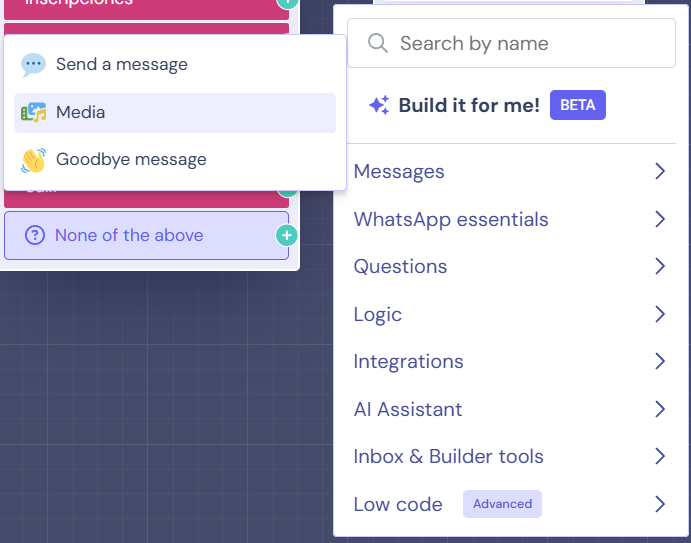 Inscripciones
Send a message
Media
Goodbye message
None of the above
Search by name
Build it for me! BETA
Messages
WhatsApp essentials
Questions
Logic
Integrations
AI Assistant
Inbox & Builder tools
Low code Advanced